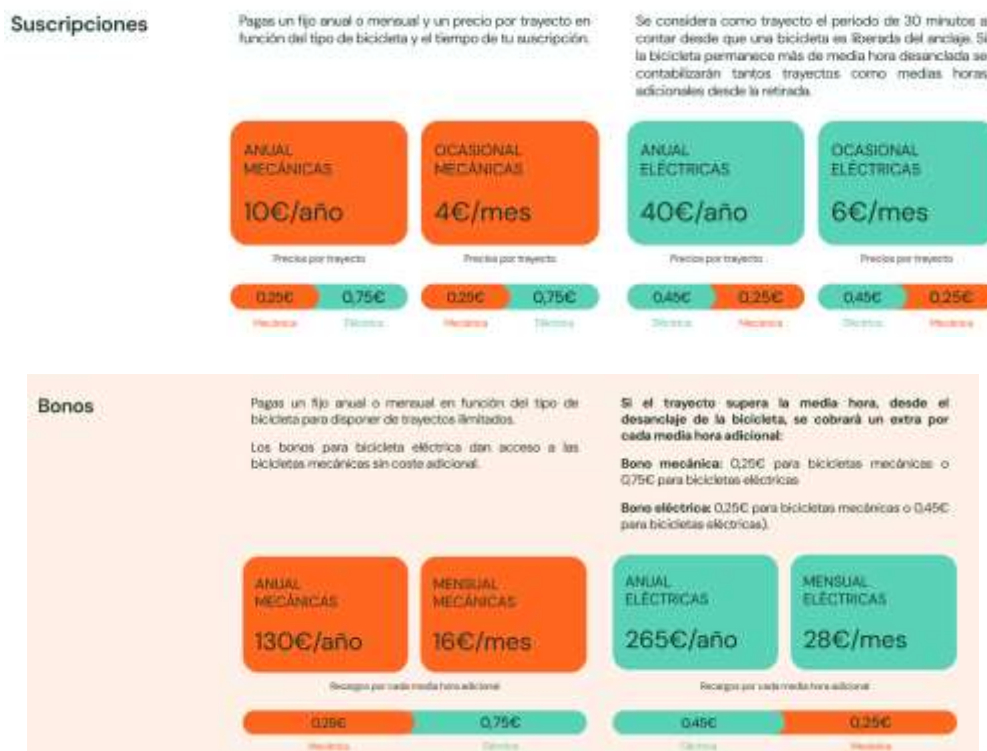 Suscripciones
Pagas un fijo anual o mensual y un precio por trayecto en
función del tipo de bicicleta y el tiempo de tu suscripción.
Se considera como trayecto el periodo de 30 minutos a
contar desde que una bicicleta es liberada del anclaje. Si
la bicicleta permanece más de media hora desanclada se
contabilizarán tantos trayectos como medias horas
adicionales desde la retirada.
ANUAL
MECÁNICAS
10€/año
OCASIONAL
MECÁNICAS
4€/mes
ANUAL
ELÉCTRICAS
40€/año
OCASIONAL
ELÉCTRICAS
6€/mes
Precios por trayecto
Precios por trayecto
Precios por trayecto
Precios por trayecto
0,25€ 0,75€
0,25€ 0,75€
0,45€ 0,25€
0,45€ 0,25€
Mecánica Eléctrica
Mecánica Eléctrica
Eléctrica Mecánica
Eléctrica Mecánica
Bonos
Pagas un fijo anual o mensual en función del tipo de
bicicleta para disponer de trayectos ilimitados.
Los bonos para bicicleta eléctrica dan acceso a las
bicicletas mecánicas sin coste adicional.
Si el trayecto supera la media hora, desde el
desanclaje de la bicicleta, se cobrará un extra por
cada media hora adicional:
Bono mecánica: 0,25€ para bicicletas mecánicas o
0,75€ para bicicletas eléctricas
Bono eléctrica: 0,25€ para bicicletas mecánicas o 0,45€
para bicicletas eléctricas).
ANUAL
MECÁNICAS
130€/año
MENSUAL
MECÁNICAS
16€/mes
ANUAL
ELÉCTRICAS
265€/año
MENSUAL
ELÉCTRICAS
28€/mes
Recargos por cada media hora adicional
Recargos por cada media hora adicional
0,25€ 0,75€
0,45€ 0,25€
Mecánica Eléctrica
Eléctrica Mecánica